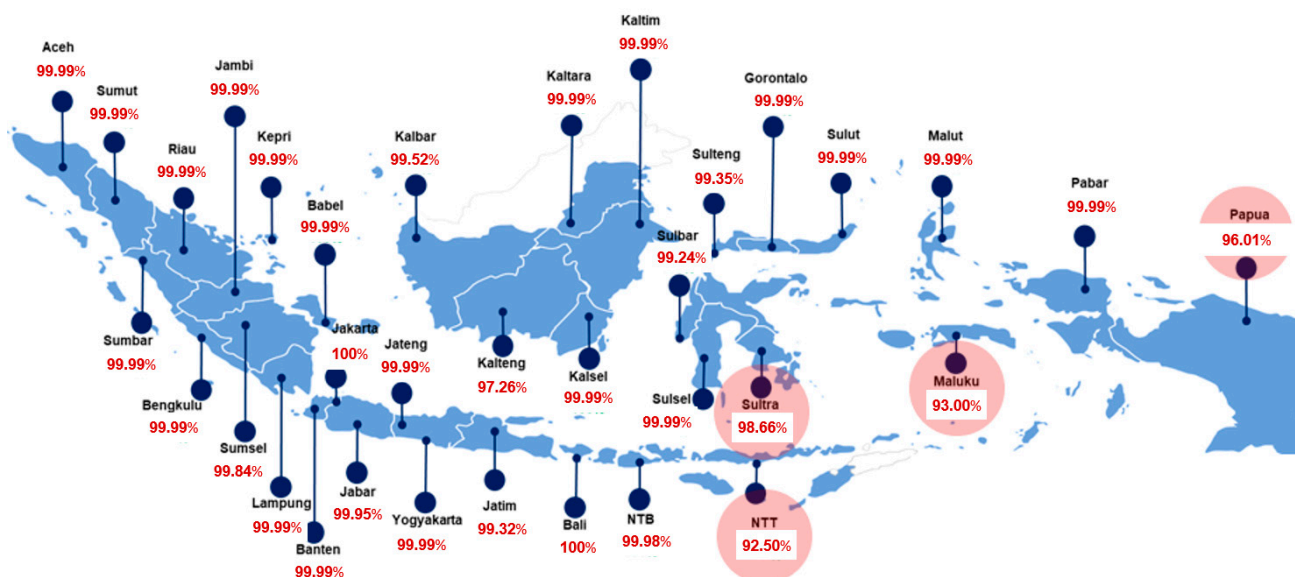 Aceh
99.99%
Sumut
99.99%
Riau
99.99%
Jambi
99.99%
Kepri
99.99%
Babel
99.99%
Kalbar
99.52%
Kaltara
99.99%
Kaltim
99.99%
Sulteng
99.35%
Gorontalo
99.99%
Sulut
99.99%
Malut
99.99%
Pabar
99.99%
Papua
96.01%
Sulbar
99.24%
Sumbar
99.99%
Bengkulu
99.99%
Sumsel
99.84%
Lampung
99.99%
Banten
99.99%
Jakarta
100%
Jabar
99.95%
Jateng
99.99%
Yogyakarta
99.99%
Jatim
99.32%
Kalteng
97.26%
Kalsel
99.99%
Bali
100%
NTB
99.98%
Sulsel
99.99%
Sultra
98.66%
NTT
92.50%
Maluku
93.00%